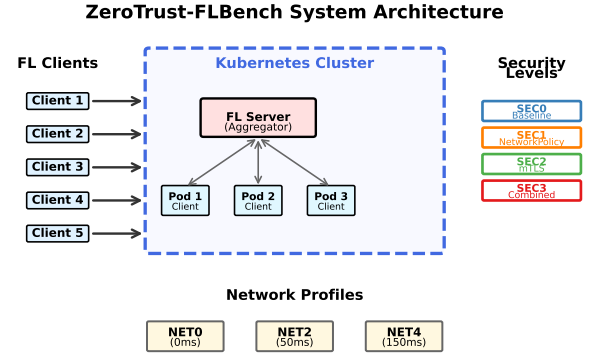 ZeroTrust-FLBench System Architecture
FL Clients
Client 1
Client 2
Client 3
Client 4
Client 5
Kubernetes Cluster
FL Server
(Aggregator)
Pod 1
Client
Pod 2
Client
Pod 3
Client
Security
Levels
SEC0
Baseline
SEC1
NetworkPolicy
SEC2
mTLS
SEC3
Combined
Network Profiles
NET0
(0ms)
NET2
(50ms)
NET4
(150ms)